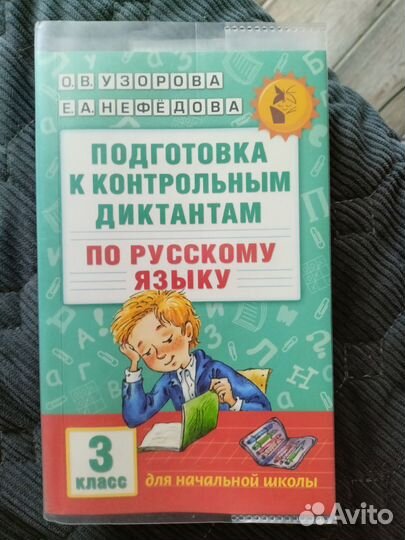 О.В. УЗОРОВА
Е.А. НЕФЁДОВА
ПОДГОТОВКА
К КОНТРОЛЬНЫМ
ДИКТАНТАМ
ПО РУССКОМУ
ЯЗЫКУ
3
КЛАСС
для начальной школы
Avito